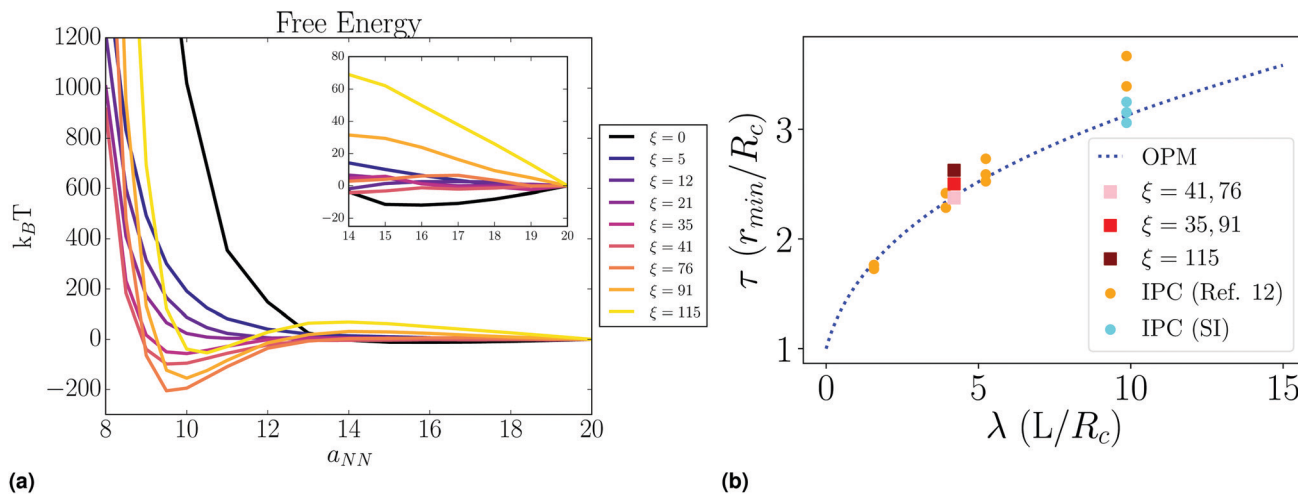 Free Energy
1200
1000
800
600
400
200
0
−200
k_BT
8
10
12
14
16
18
20
a_NN
80
60
40
20
0
−20
14
15
16
17
18
19
20
ξ = 0
ξ = 5
ξ = 12
ξ = 21
ξ = 35
ξ = 41
ξ = 76
ξ = 91
ξ = 115
(a)
τ (r_min/R_c)
3
2
1
0
5
10
15
λ (L/R_c)
OPM
ξ = 41, 76
ξ = 35, 91
ξ = 115
IPC (Ref. 12)
IPC (SI)
(b)